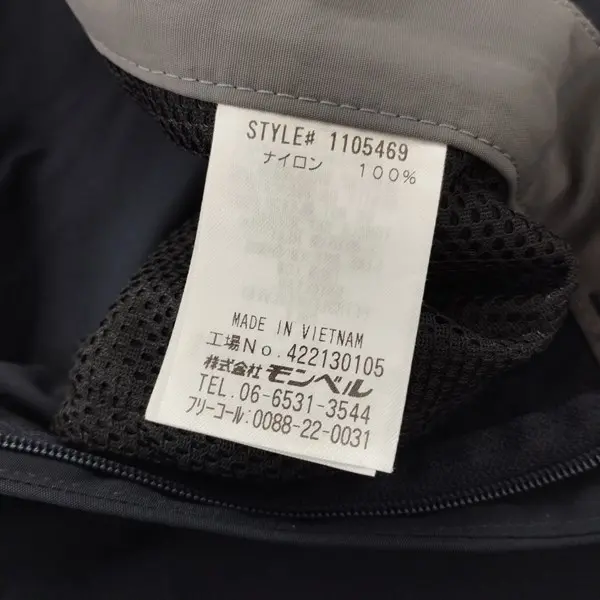 STYLE# 1105469
ナイロン 100%
MADE IN VIETNAM
工場No. 422130105
株式会社 モンベル
TEL. 06-6531-3544
フリーコール:0088-22-0031